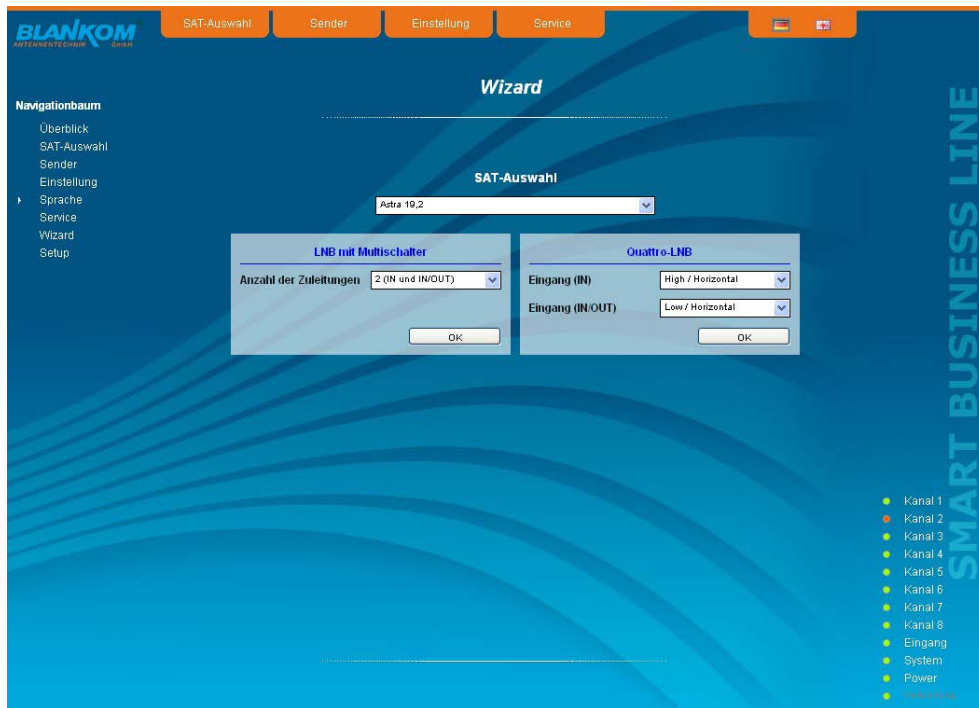 SAT-Auswahl
Sender
Einstellung
Service
BLANKOM
ANTENNENTECHNIK GmbH
Wizard
Navigationbaum
Überblick
SAT-Auswahl
Sender
Einstellung
Sprache
Service
Wizard
Setup
SAT-Auswahl
Astra 19,2
LNB mit Multischalter
Anzahl der Zuleitungen 2 (IN und IN/OUT)
OK
Quattro-LNB
Eingang (IN) High / Horizontal
Eingang (IN/OUT) Low / Horizontal
OK
SMART BUSINESS LINE
Kanal 1
Kanal 2
Kanal 3
Kanal 4
Kanal 5
Kanal 6
Kanal 7
Kanal 8
Eingang
System
Power